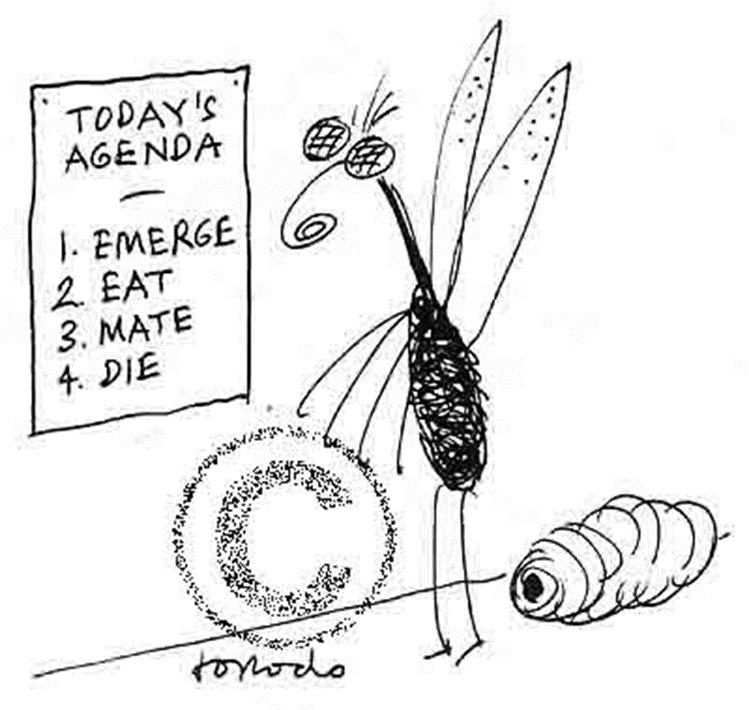 TODAY'S
AGENDA
1. EMERGE
2. EAT
3. MATE
4. DIE
©